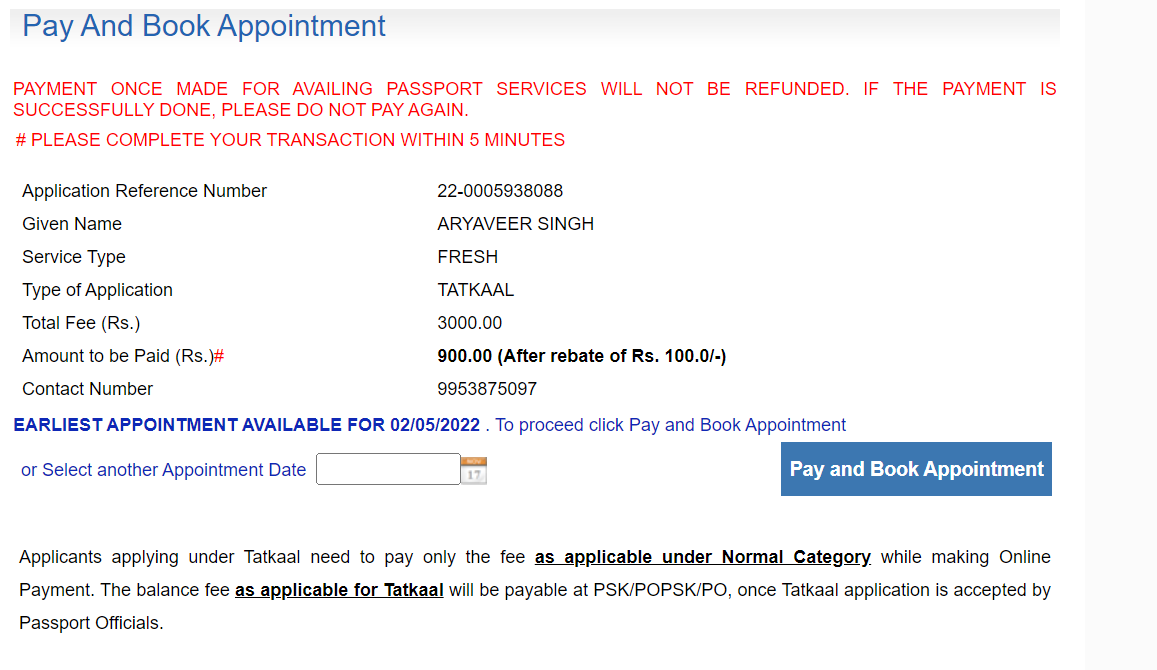 Pay And Book Appointment
PAYMENT ONCE MADE FOR AVAILING PASSPORT SERVICES WILL NOT BE REFUNDED. IF THE PAYMENT IS
SUCCESSFULLY DONE, PLEASE DO NOT PAY AGAIN.
# PLEASE COMPLETE YOUR TRANSACTION WITHIN 5 MINUTES
Application Reference Number 22-0005938088
Given Name ARYAVEER SINGH
Service Type FRESH
Type of Application TATKAAL
Total Fee (Rs.) 3000.00
Amount to be Paid (Rs.)# 900.00 (After rebate of Rs. 100.0/-)
Contact Number 9953875097
EARLIEST APPOINTMENT AVAILABLE FOR 02/05/2022 . To proceed click Pay and Book Appointment
or Select another Appointment Date 17 Pay and Book Appointment
Applicants applying under Tatkaal need to pay only the fee as applicable under Normal Category while making Online
Payment. The balance fee as applicable for Tatkaal will be payable at PSK/POPSK/PO, once Tatkaal application is accepted by
Passport Officials.